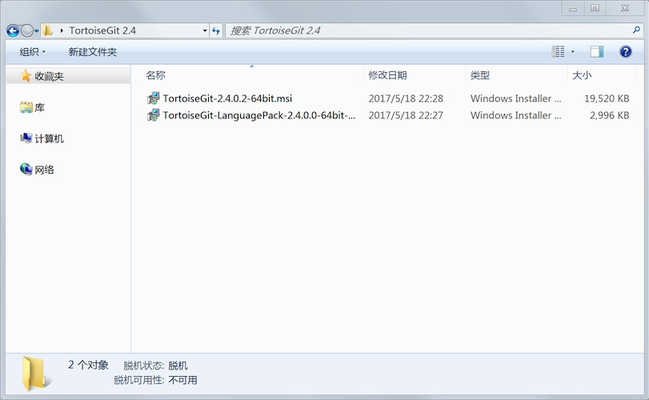 TortoiseGit 2.4
搜索 TortoiseGit 2.4
组织 新建文件夹
收藏夹
库
计算机
网络
名称 修改日期 类型 大小
TortoiseGit-2.4.0.2-64bit.msi 2017/5/18 22:28 Windows Installer ... 19,520 KB
TortoiseGit-LanguagePack-2.4.0.0-64bit-... 2017/5/18 22:27 Windows Installer ... 2,996 KB
2 个对象 脱机状态: 脱机
脱机可用性: 不可用